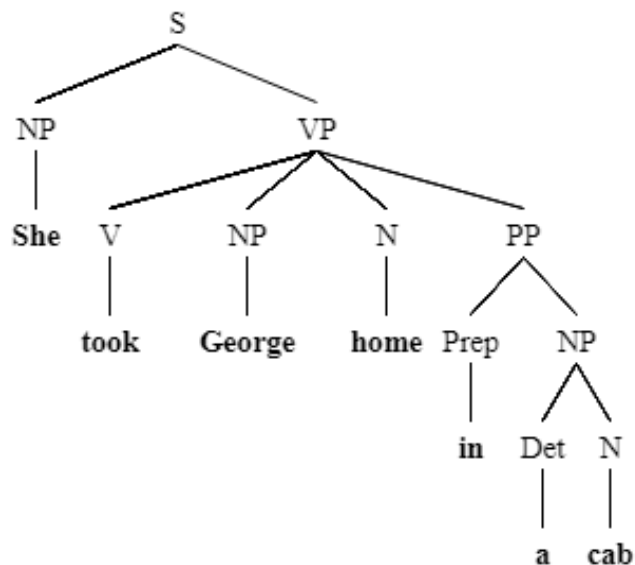 S
NP VP
She V NP N PP
took George home Prep NP
in Det N
a cab